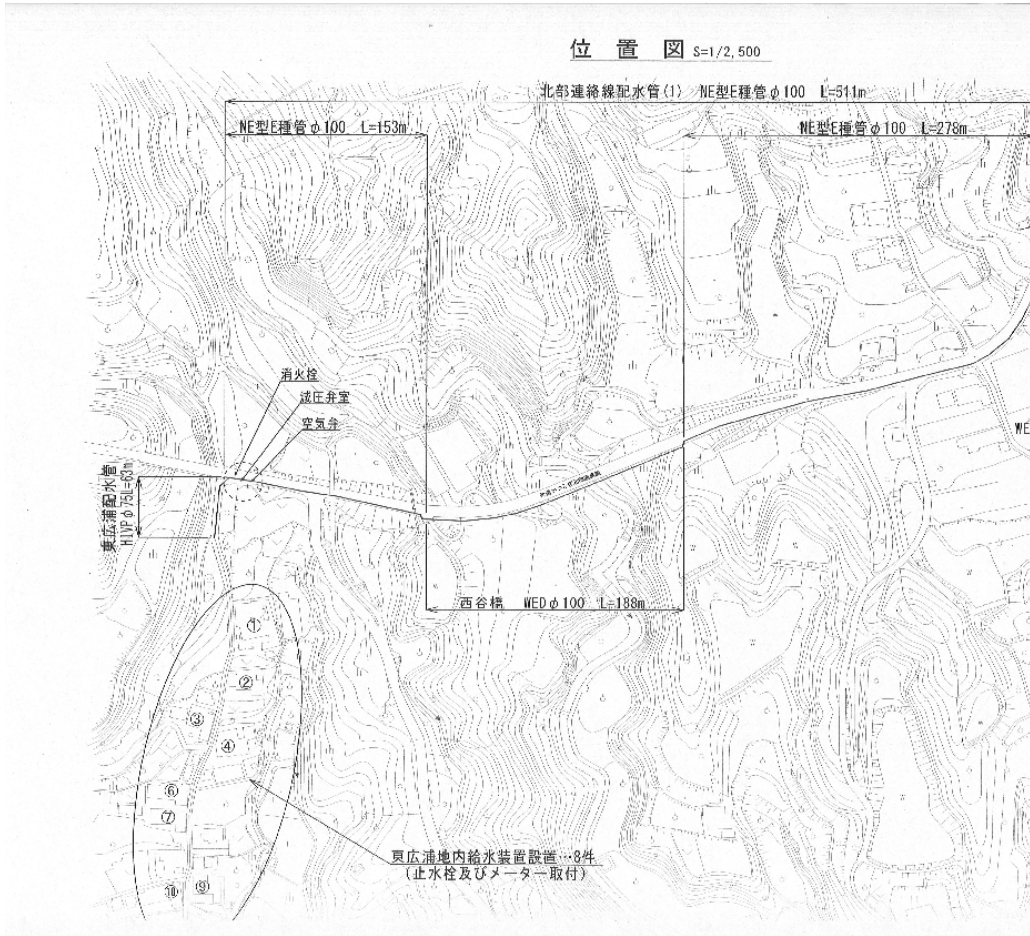 位 置 図 S=1/2,500
北部連絡線配水管(1) NE型E種管φ100 L=511m
NE型E種管φ100 L=153m
NE型E種管φ100 L=278m
消火栓
減圧弁室
空気弁
東広浦配水管
HIVPφ75L=63m
WE
西谷橋 WEDφ100 L=188m
①
②
③
④
⑥
⑦
⑨
⑩
東広浦地内給水装置設置…8件
(止水栓及びメーター取付)